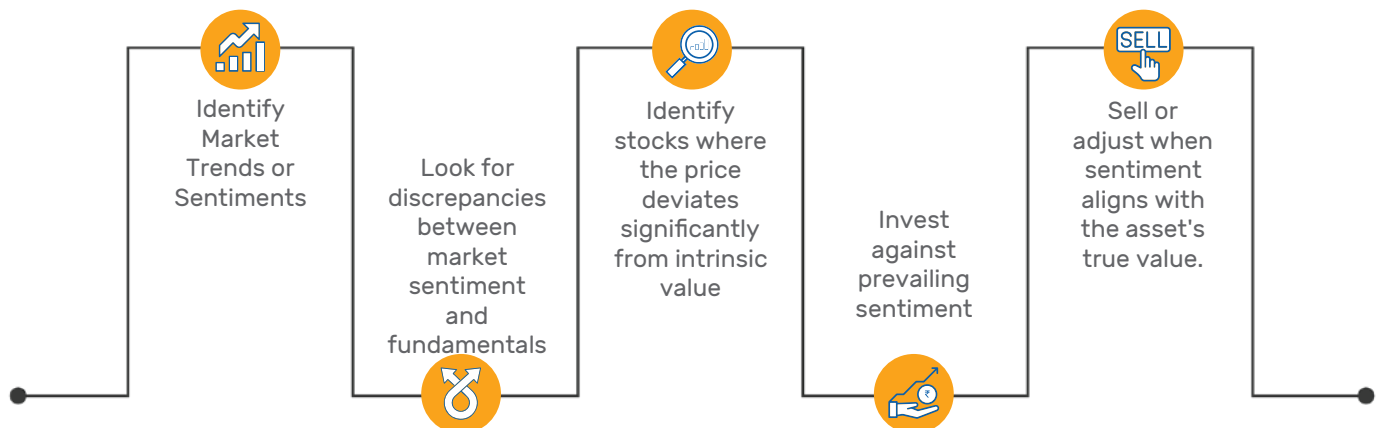 Identify
Market
Trends or
Sentiments
Look for
discrepancies
between
market
sentiment
and
fundamentals
Identify
stocks where
the price
deviates
significantly
from intrinsic
value
Invest
against
prevailing
sentiment
₹
SELL
Sell or
adjust when
sentiment
aligns with
the asset's
true value.